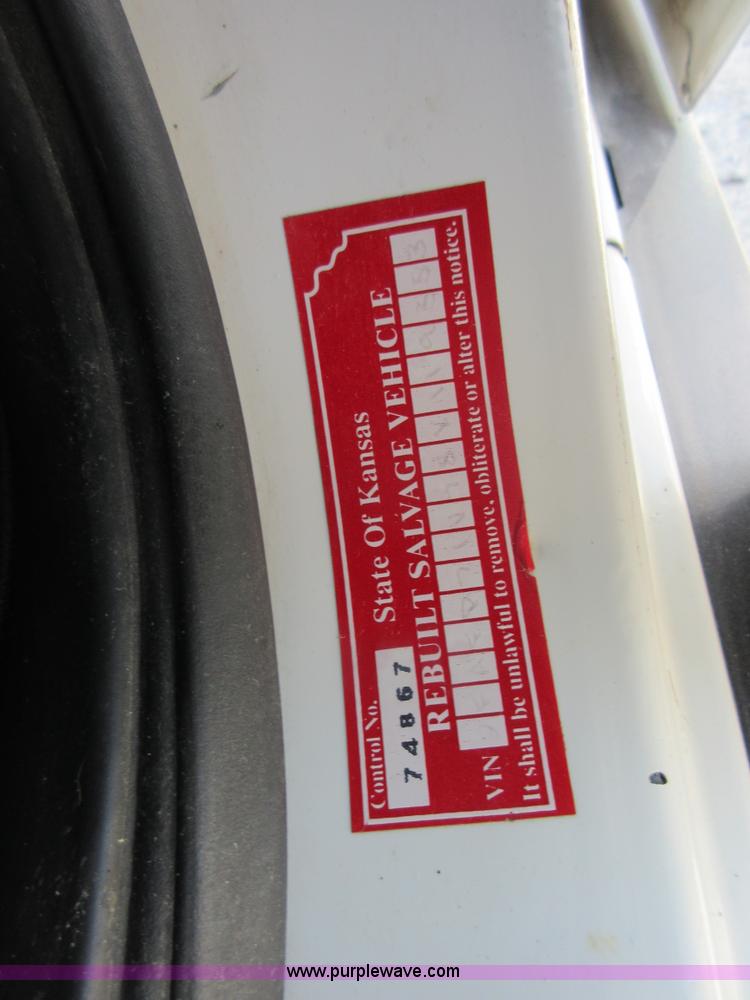 Control No.
74867
State Of Kansas
REBUILT SALVAGE VEHICLE
VIN
It shall be unlawful to remove, obliterate or alter this notice.
www.purplewave.com